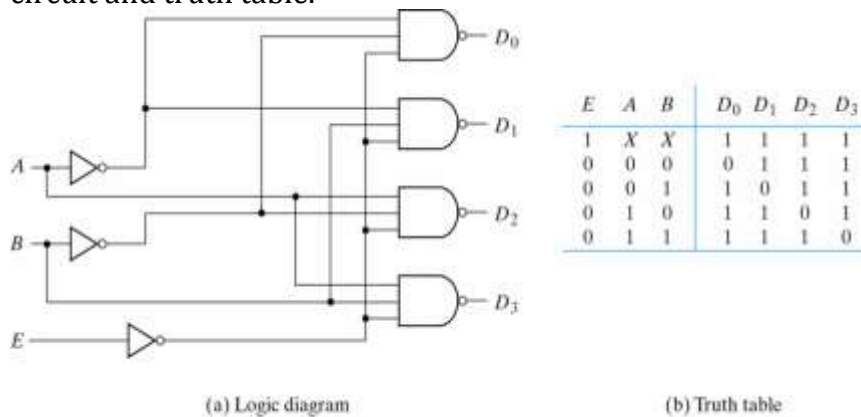 circuit and truth table.
D0
D1
A
D2
B
D3
E
(a) Logic diagram
E A B D0 D1 D2 D3
1 X X 1 1 1 1
0 0 0 0 1 1 1
0 0 1 1 0 1 1
0 1 0 1 1 0 1
0 1 1 1 1 1 0
(b) Truth table